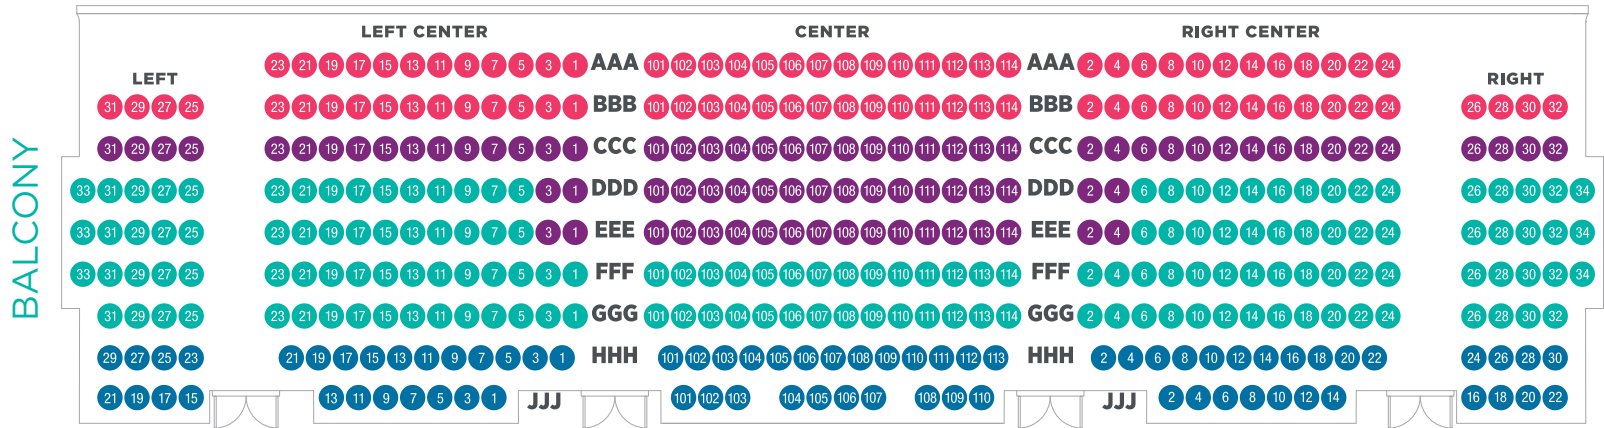 LEFT CENTER CENTER RIGHT CENTER
23 21 19 17 15 13 11 9 7 5 3 1 AAA 101 102 103 104 105 106 107 108 109 110 111 112 113 114 AAA 2 4 6 8 10 12 14 16 18 20 22 24
LEFT RIGHT
31 29 27 25 23 21 19 17 15 13 11 9 7 5 3 1 BBB 101 102 103 104 105 106 107 108 109 110 111 112 113 114 BBB 2 4 6 8 10 12 14 16 18 20 22 24 26 28 30 32
31 29 27 25 23 21 19 17 15 13 11 9 7 5 3 1 CCC 101 102 103 104 105 106 107 108 109 110 111 112 113 114 CCC 2 4 6 8 10 12 14 16 18 20 22 24 26 28 30 32
33 31 29 27 25 23 21 19 17 15 13 11 9 7 5 3 1 DDD 101 102 103 104 105 106 107 108 109 110 111 112 113 114 DDD 2 4 6 8 10 12 14 16 18 20 22 24 26 28 30 32 34
BALCONY
33 31 29 27 25 23 21 19 17 15 13 11 9 7 5 3 1 EEE 101 102 103 104 105 106 107 108 109 110 111 112 113 114 EEE 2 4 6 8 10 12 14 16 18 20 22 24 26 28 30 32 34
33 31 29 27 25 23 21 19 17 15 13 11 9 7 5 3 1 FFF 101 102 103 104 105 106 107 108 109 110 111 112 113 114 FFF 2 4 6 8 10 12 14 16 18 20 22 24 26 28 30 32 34
31 29 27 25 23 21 19 17 15 13 11 9 7 5 3 1 GGG 101 102 103 104 105 106 107 108 109 110 111 112 113 114 GGG 2 4 6 8 10 12 14 16 18 20 22 24 26 28 30 32
29 27 25 23 21 19 17 15 13 11 9 7 5 3 1 HHH 101 102 103 104 105 106 107 108 109 110 111 112 113 HHH 2 4 6 8 10 12 14 16 18 20 22 24 26 28 30
21 19 17 15 13 11 9 7 5 3 1 JJJ 101 102 103 104 105 106 107 108 109 110 JJJ 2 4 6 8 10 12 14 16 18 20 22